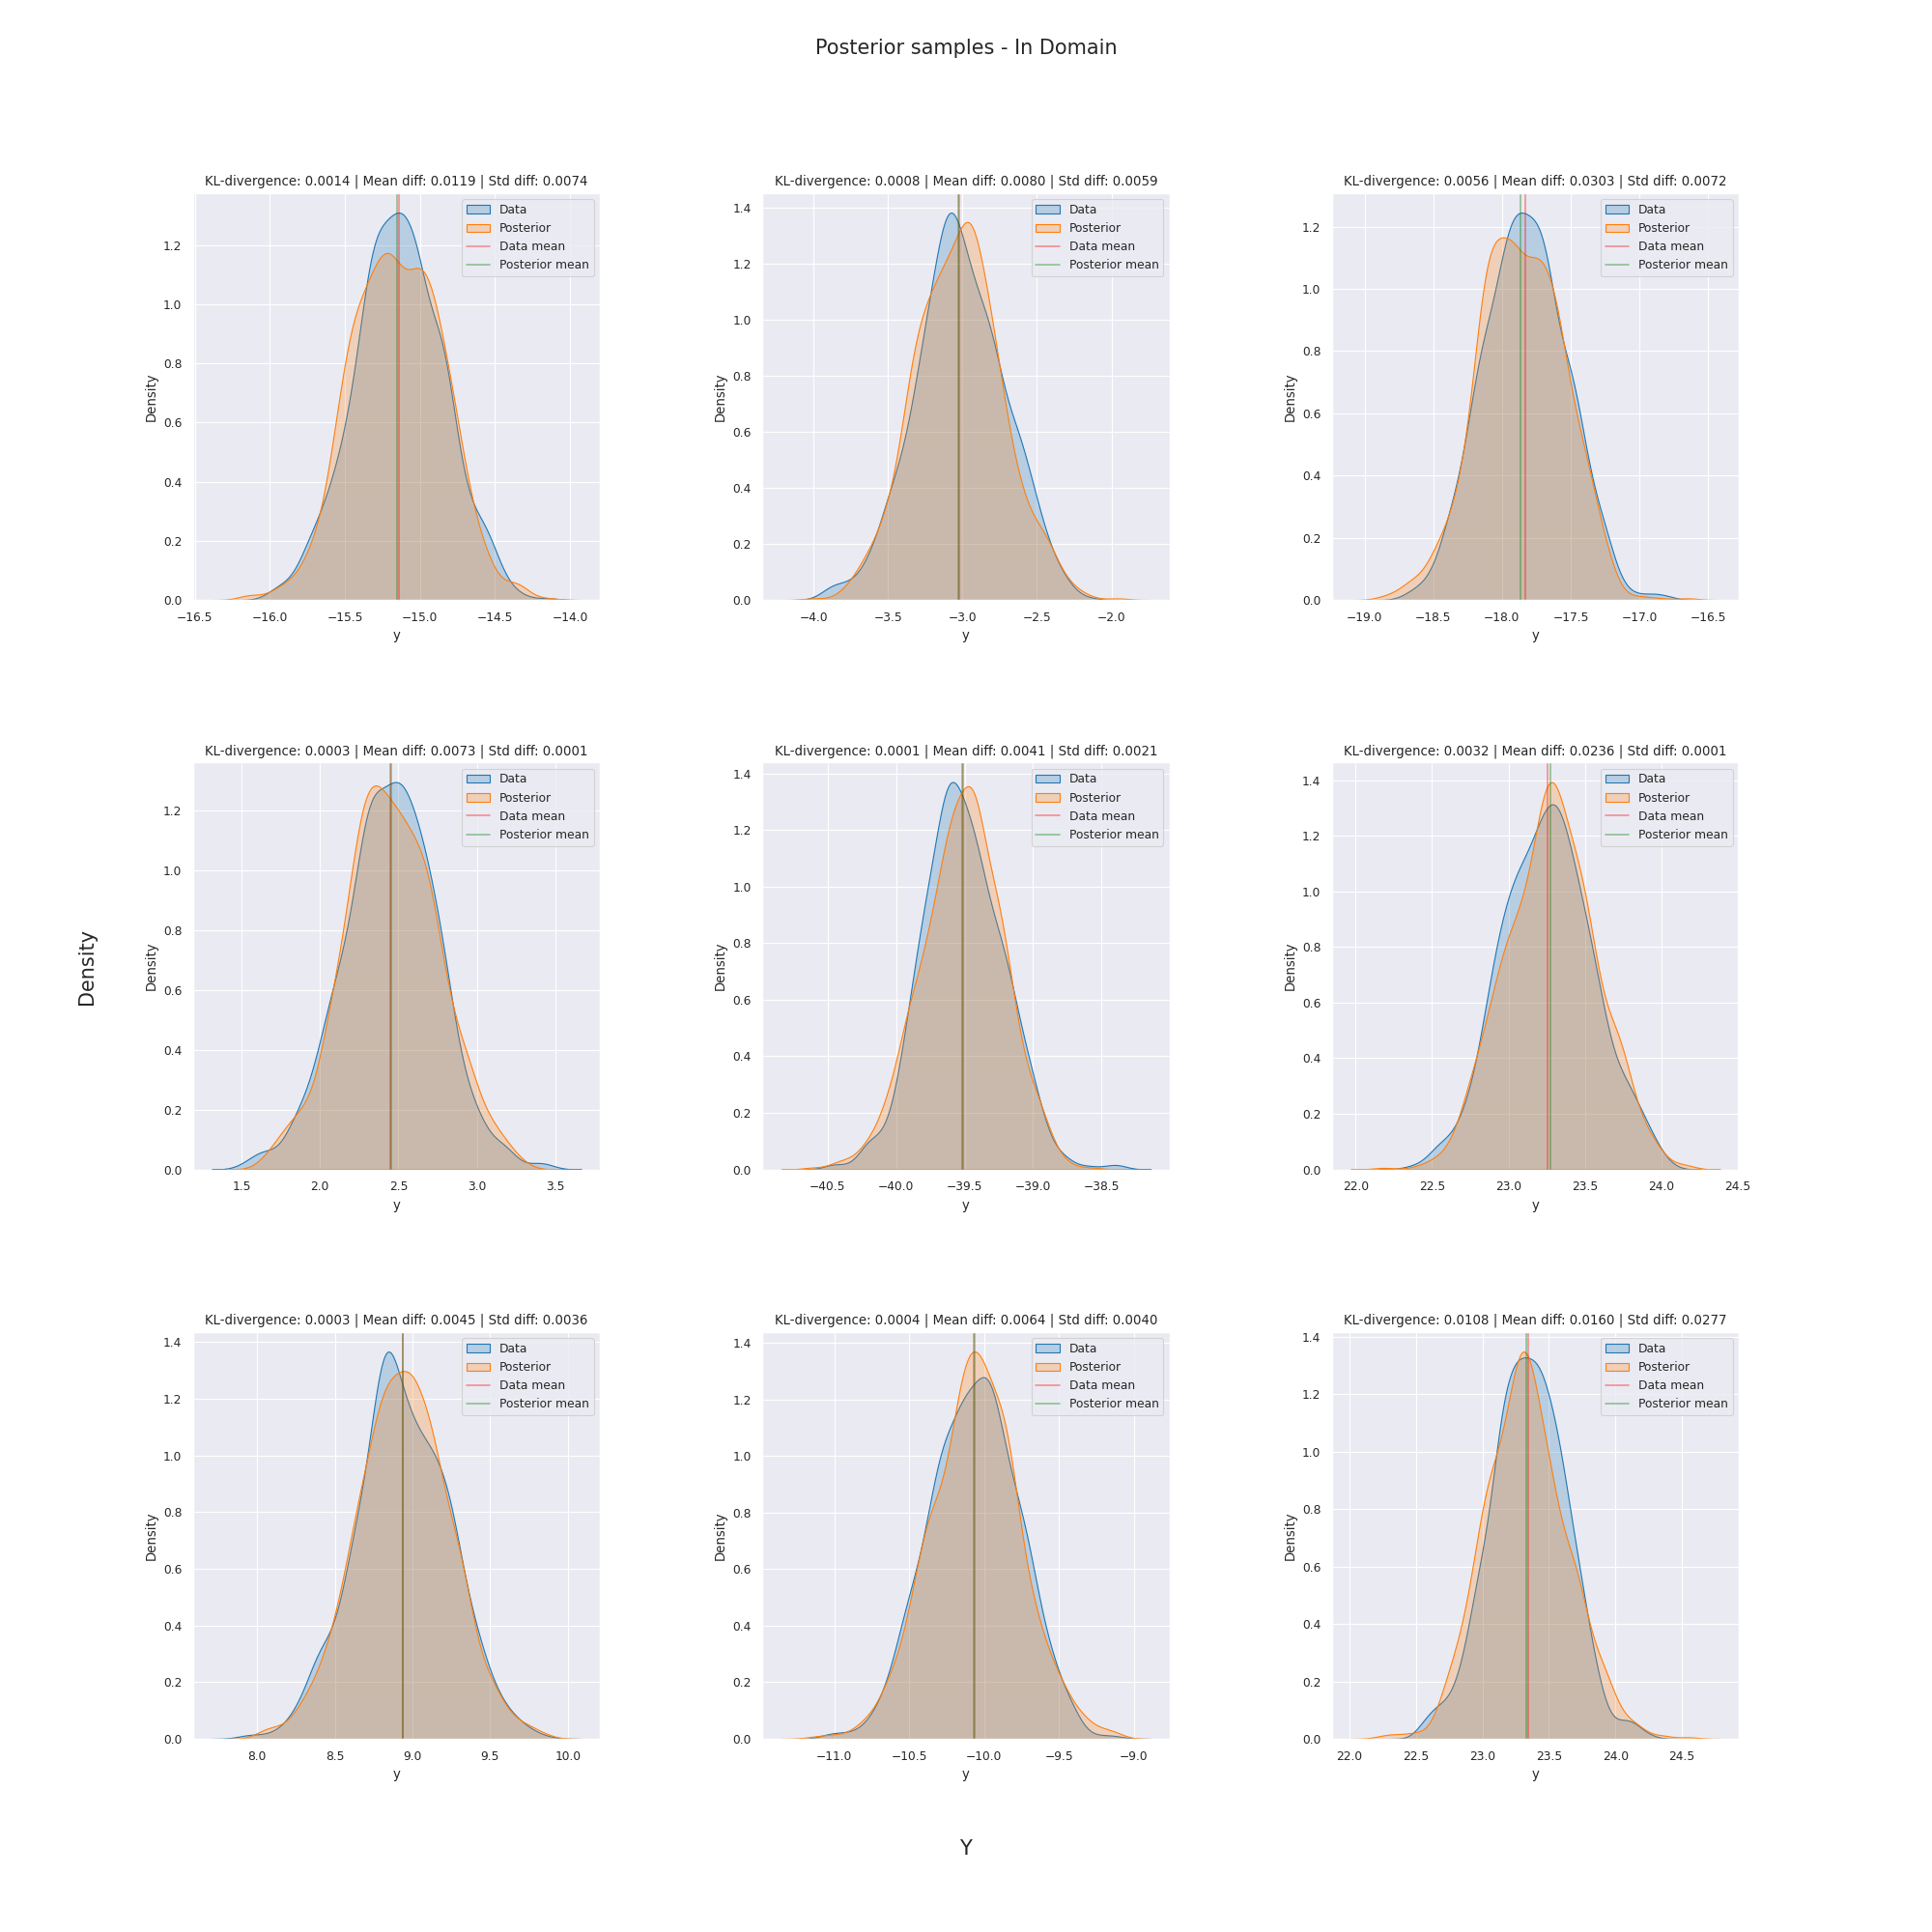 Posterior samples - In Domain
KL-divergence: 0.0014 | Mean diff: 0.0119 | Std diff: 0.0074
Data
Posterior
Data mean
Posterior mean
1.2
1.0
0.8
0.6
0.4
0.2
0.0
Density
−16.5 −16.0 −15.5 −15.0 −14.5 −14.0
y
KL-divergence: 0.0008 | Mean diff: 0.0080 | Std diff: 0.0059
Data
Posterior
Data mean
Posterior mean
1.4
1.2
1.0
0.8
0.6
0.4
0.2
0.0
Density
−4.0 −3.5 −3.0 −2.5 −2.0
y
KL-divergence: 0.0056 | Mean diff: 0.0303 | Std diff: 0.0072
Data
Posterior
Data mean
Posterior mean
1.2
1.0
0.8
0.6
0.4
0.2
0.0
Density
−19.0 −18.5 −18.0 −17.5 −17.0 −16.5
y
Density
KL-divergence: 0.0003 | Mean diff: 0.0073 | Std diff: 0.0001
Data
Posterior
Data mean
Posterior mean
1.2
1.0
0.8
0.6
0.4
0.2
0.0
Density
1.5 2.0 2.5 3.0 3.5
y
KL-divergence: 0.0001 | Mean diff: 0.0041 | Std diff: 0.0021
Data
Posterior
Data mean
Posterior mean
1.4
1.2
1.0
0.8
0.6
0.4
0.2
0.0
Density
−40.5 −40.0 −39.5 −39.0 −38.5
y
KL-divergence: 0.0032 | Mean diff: 0.0236 | Std diff: 0.0001
Data
Posterior
Data mean
Posterior mean
1.4
1.2
1.0
0.8
0.6
0.4
0.2
0.0
Density
22.0 22.5 23.0 23.5 24.0 24.5
y
KL-divergence: 0.0003 | Mean diff: 0.0045 | Std diff: 0.0036
Data
Posterior
Data mean
Posterior mean
1.4
1.2
1.0
0.8
0.6
0.4
0.2
0.0
Density
8.0 8.5 9.0 9.5 10.0
y
KL-divergence: 0.0004 | Mean diff: 0.0064 | Std diff: 0.0040
Data
Posterior
Data mean
Posterior mean
1.4
1.2
1.0
0.8
0.6
0.4
0.2
0.0
Density
−11.0 −10.5 −10.0 −9.5 −9.0
y
KL-divergence: 0.0108 | Mean diff: 0.0160 | Std diff: 0.0277
Data
Posterior
Data mean
Posterior mean
1.4
1.2
1.0
0.8
0.6
0.4
0.2
0.0
Density
22.0 22.5 23.0 23.5 24.0 24.5
y
Y